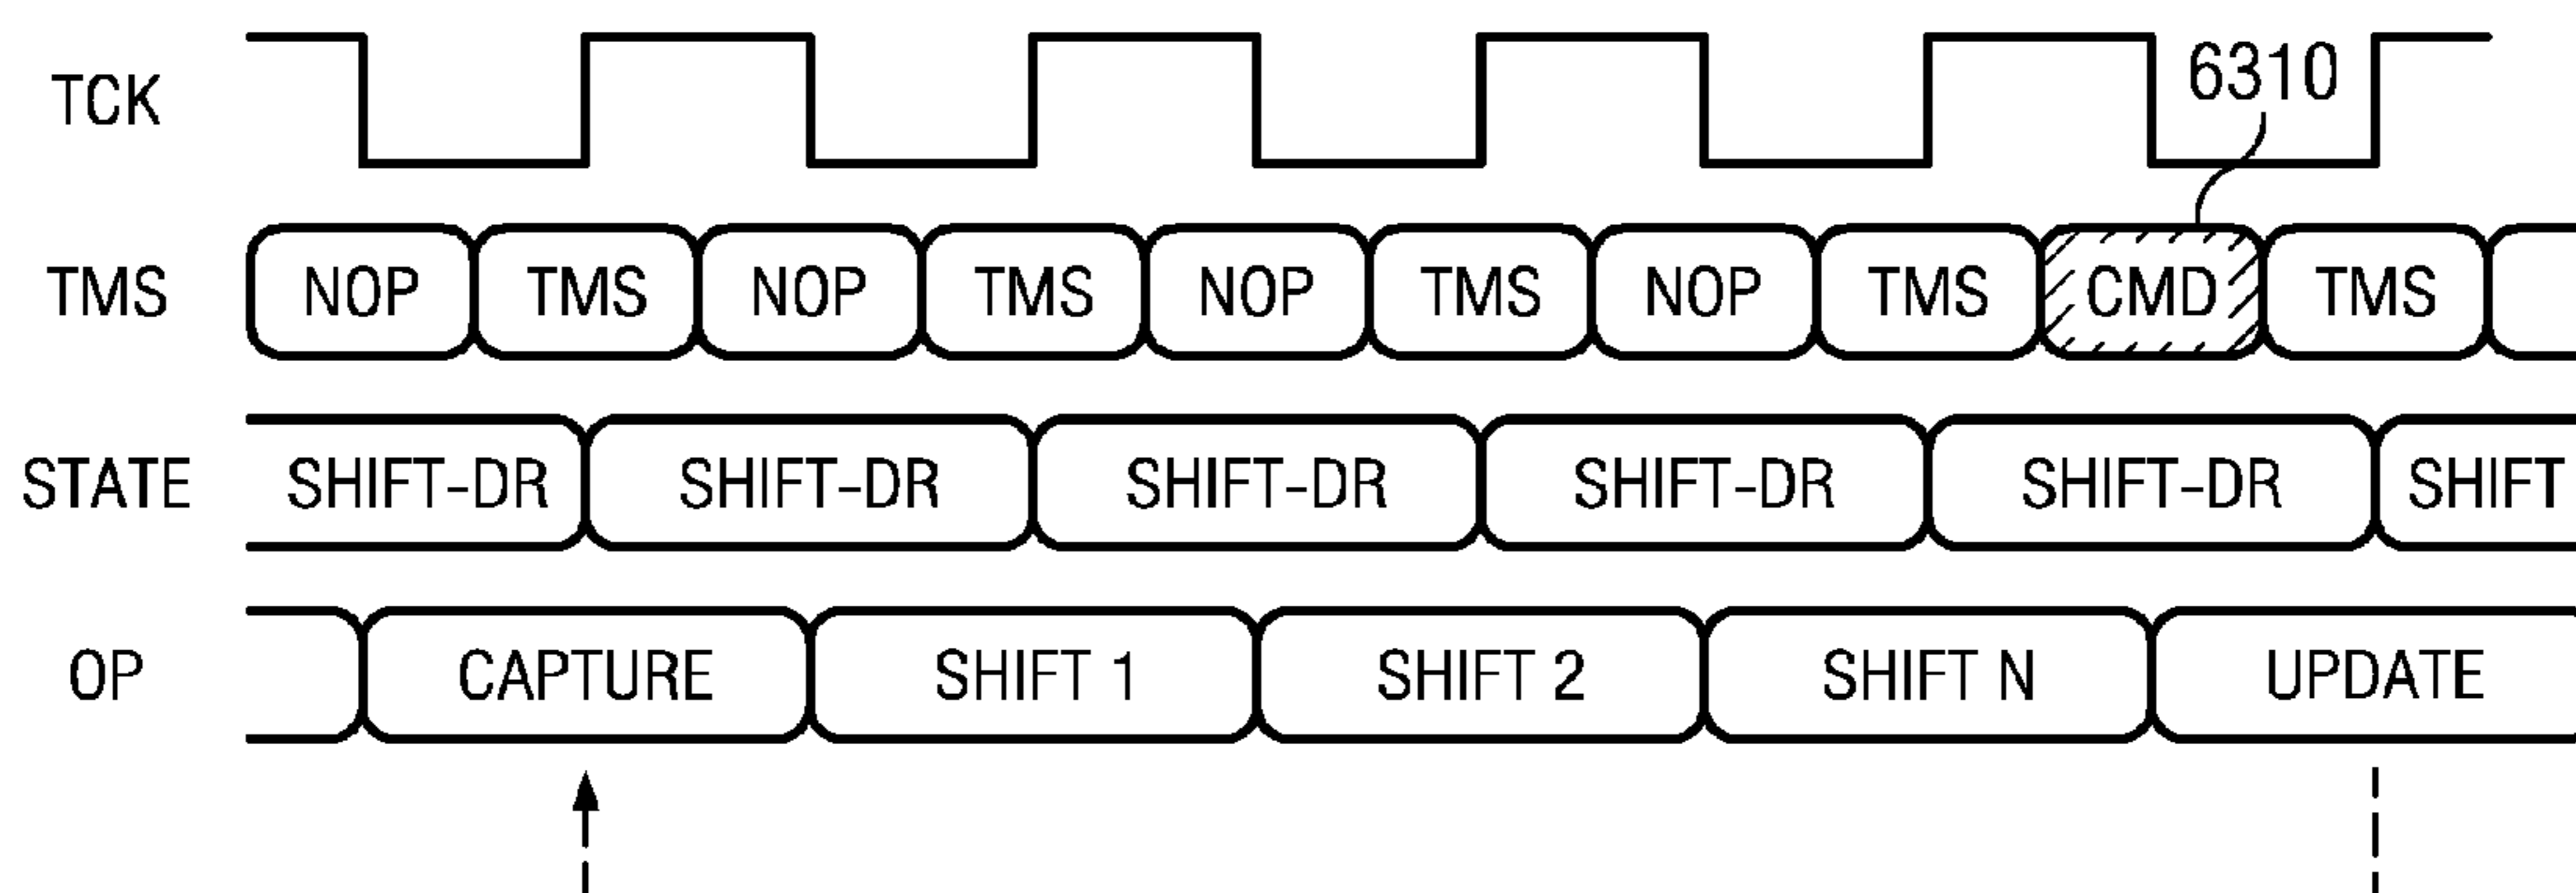 TCK 6310
TMS NOP TMS NOP TMS NOP TMS NOP TMS CMD TMS
STATE SHIFT-DR SHIFT-DR SHIFT-DR SHIFT-DR SHIFT-DR SHIFT
OP CAPTURE SHIFT 1 SHIFT 2 SHIFT N UPDATE